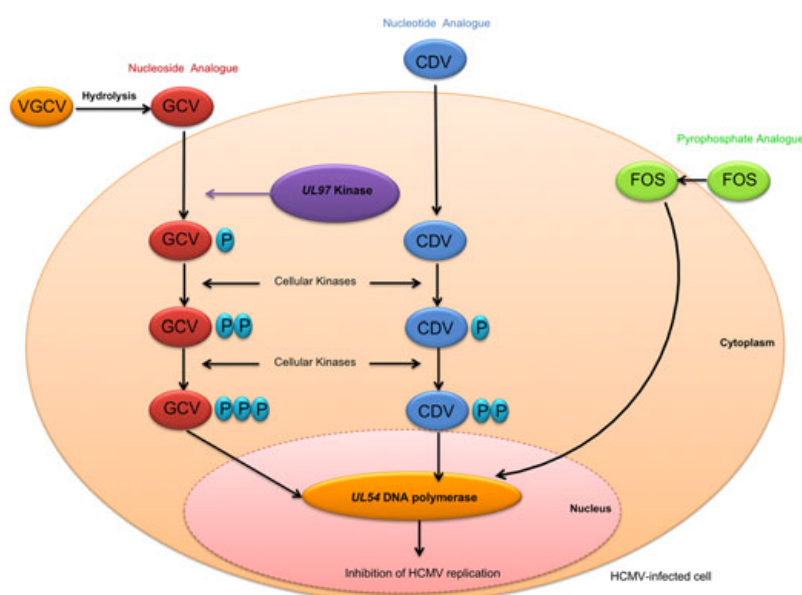 Nucleotide Analogue
CDV
Nucleoside Analogue
VGCV
Hydrolysis
GCV
Pyrophosphate Analogue
FOS
FOS
UL97 Kinase
GCV P
CDV
Cellular Kinases
GCV P P
CDV P
Cytoplasm
Cellular Kinases
GCV P P P
CDV P P
UL54 DNA polymerase
Nucleus
Inhibition of HCMV replication
HCMV-infected cell